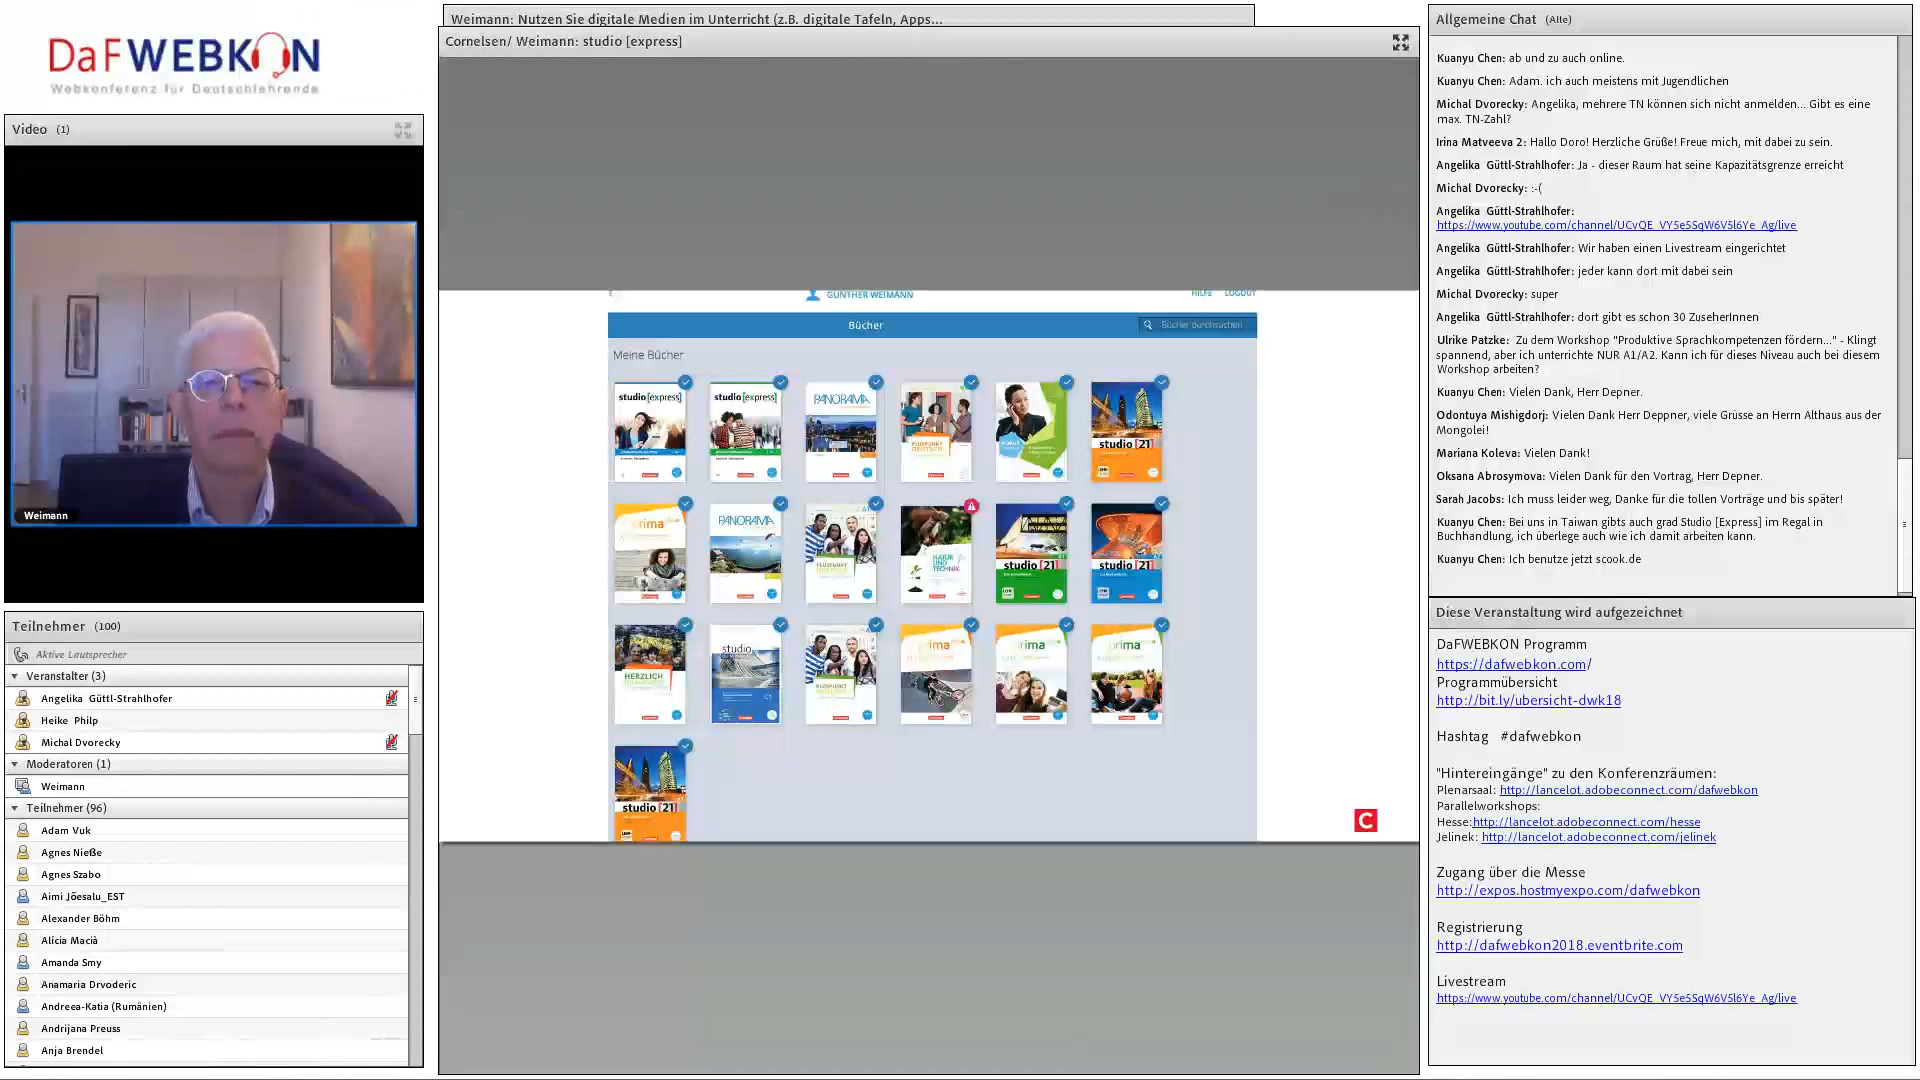 DaFWEBKON
Webkonferenz für Deutschlehrende
Video (1)
Weimann
Teilnehmer (100)
Aktive Lautsprecher
Veranstalter (3)
Angelika Güttl-Strahlhofer
Heike Philp
Michal Dvorecky
Moderatoren (1)
Weimann
Teilnehmer (96)
Adam Vuk
Agnes Nieße
Agnes Szabo
Aimi Jõesalu_EST
Alexander Böhm
Alícia Macià
Amanda Smy
Anamaria Drvoderic
Andreea-Katia (Rumänien)
Andrijana Preuss
Anja Brendel
Weimann: Nutzen Sie digitale Medien im Unterricht (z.B. digitale Tafeln, Apps...
Cornelsen/ Weimann: studio [express]
GUNTHER WEIMANN
HILFE LOGOUT
Bücher
Bücher durchsuchen
Meine Bücher
studio [express]
studio [express]
PANORAMA
PLUSPUNKT DEUTSCH
studio [21]
prima
PANORAMA
PLUSPUNKT
NATUR UND TECHNIK
studio [21]
studio [21]
HERZLICH
studio
PLUSPUNKT
prima
prima
prima
studio [21]
C
Allgemeine Chat (Alle)
Kuanyu Chen: ab und zu auch online.
Kuanyu Chen: Adam. ich auch meistens mit Jugendlichen
Michal Dvorecky: Angelika, mehrere TN können sich nicht anmelden... Gibt es eine
max. TN-Zahl?
Irina Matveeva 2: Hallo Doro! Herzliche Grüße! Freue mich, mit dabei zu sein.
Angelika Güttl-Strahlhofer: Ja - dieser Raum hat seine Kapazitätsgrenze erreicht
Michal Dvorecky: :-(
Angelika Güttl-Strahlhofer:
https://www.youtube.com/channel/UCvQE_VY5e5SqW6V5l6Ye_Ag/live
Angelika Güttl-Strahlhofer: Wir haben einen Livestream eingerichtet
Angelika Güttl-Strahlhofer: jeder kann dort mit dabei sein
Michal Dvorecky: super
Angelika Güttl-Strahlhofer: dort gibt es schon 30 ZuseherInnen
Ulrike Patzke: Zu dem Workshop "Produktive Sprachkompetenzen fördern..." - Klingt
spannend, aber ich unterrichte NUR A1/A2. Kann ich für dieses Niveau auch bei diesem
Workshop arbeiten?
Kuanyu Chen: Vielen Dank, Herr Depner.
Odontuya Mishigdorj: Vielen Dank Herr Deppner, viele Grüsse an Herrn Althaus aus der
Mongolei!
Mariana Koleva: Vielen Dank!
Oksana Abrosymova: Vielen Dank für den Vortrag, Herr Depner.
Sarah Jacobs: Ich muss leider weg, Danke für die tollen Vorträge und bis später!
Kuanyu Chen: Bei uns in Taiwan gibts auch grad Studio [Express] im Regal in
Buchhandlung, ich überlege auch wie ich damit arbeiten kann.
Kuanyu Chen: Ich benutze jetzt scook.de
Diese Veranstaltung wird aufgezeichnet
DaFWEBKON Programm
https://dafwebkon.com/
Programmübersicht
http://bit.ly/ubersicht-dwk18
Hashtag #dafwebkon
"Hintereingänge" zu den Konferenzräumen:
Plenarsaal: http://lancelot.adobeconnect.com/dafwebkon
Parallelworkshops:
Hesse:http://lancelot.adobeconnect.com/hesse
Jelinek: http://lancelot.adobeconnect.com/jelinek
Zugang über die Messe
http://expos.hostmyexpo.com/dafwebkon
Registrierung
http://dafwebkon2018.eventbrite.com
Livestream
https://www.youtube.com/channel/UCvQE_VY5e5SqW6V5l6Ye_Ag/live